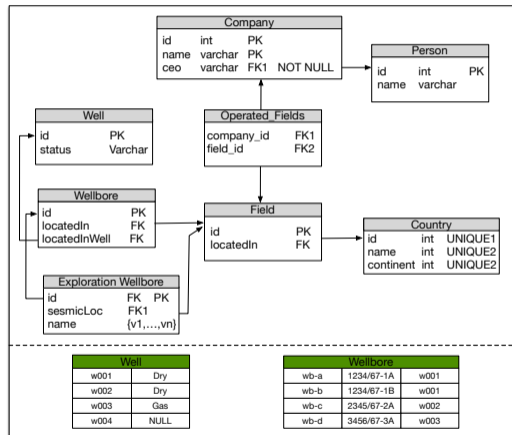 Company
id int PK
name varchar PK
ceo varchar FK1 NOT NULL
Person
id int PK
name varchar
Well
id PK
status Varchar
Operated_Fields
company_id FK1
field_id FK2
Wellbore
id PK
locatedIn FK
locatedInWell FK
Field
id PK
locatedIn FK
Country
id int UNIQUE1
name int UNIQUE2
continent int UNIQUE2
Exploration Wellbore
id FK PK
sesmicLoc FK1
name {v1,...,vn}
Well
w001 Dry
w002 Dry
w003 Gas
w004 NULL
Wellbore
wb-a 1234/67-1A w001
wb-b 1234/67-1B w001
wb-c 2345/67-2A w002
wb-d 3456/67-3A w003